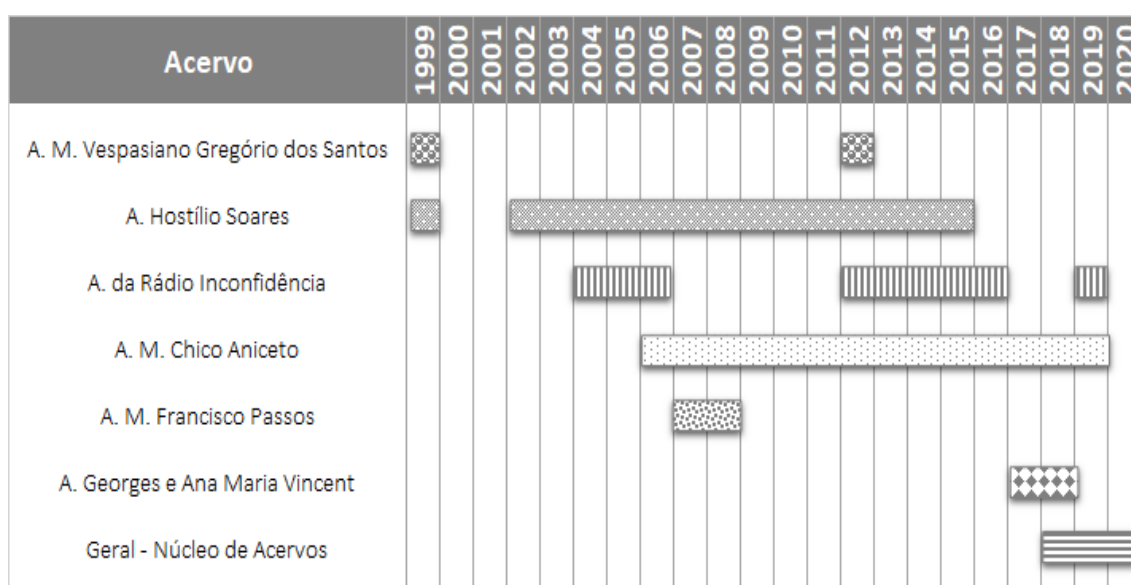 Acervo
1999
2000
2001
2002
2003
2004
2005
2006
2007
2008
2009
2010
2011
2012
2013
2014
2015
2016
2017
2018
2019
2020
A. M. Vespasiano Gregório dos Santos
A. Hostílio Soares
A. da Rádio Inconfidência
A. M. Chico Aniceto
A. M. Francisco Passos
A. Georges e Ana Maria Vincent
Geral - Núcleo de Acervos